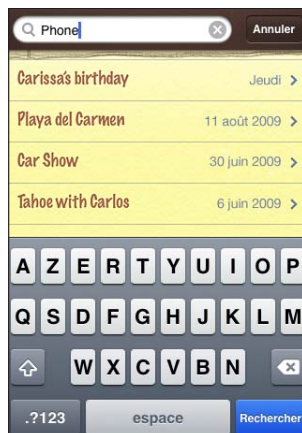 Phone
Annuler
Carissa's birthday Jeudi
Playa del Carmen 11 août 2009
Car Show 30 juin 2009
Tahoe with Carlos 6 juin 2009
A Z E R T Y U I O P
Q S D F G H J K L M
W X C V B N
.?123 espace Rechercher